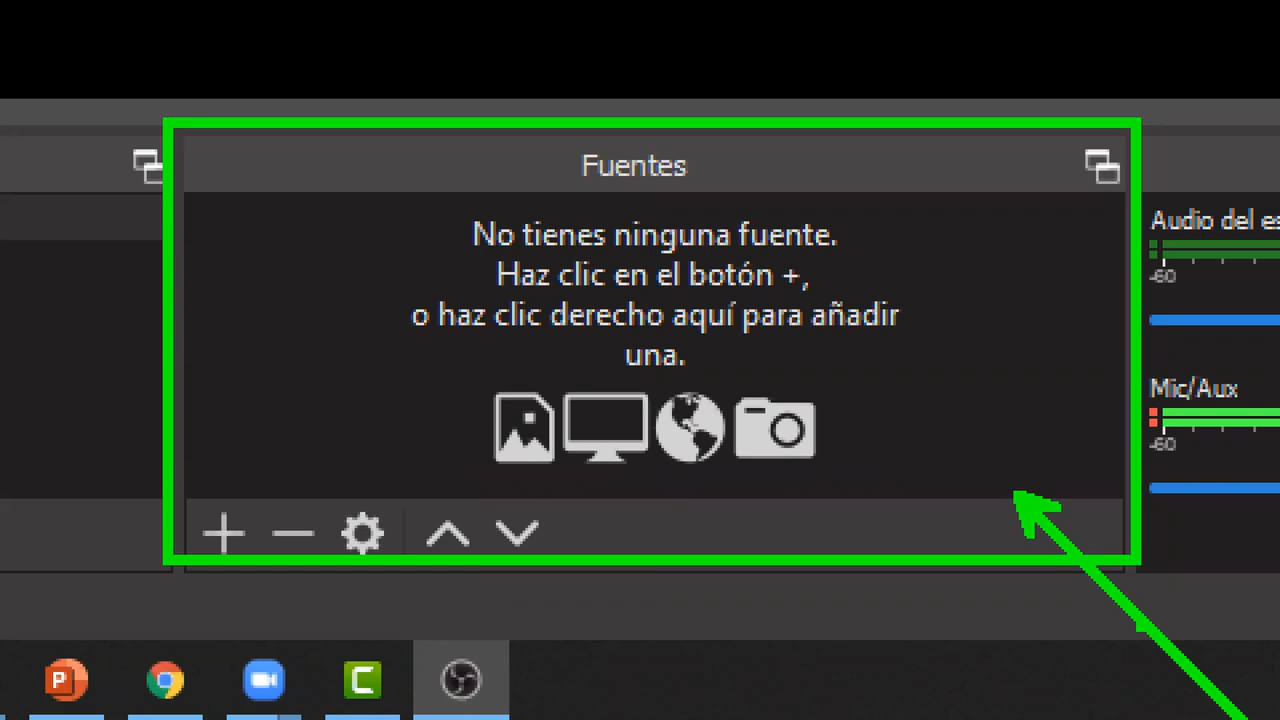 Fuentes
No tienes ninguna fuente.
Haz clic en el botón +,
o haz clic derecho aquí para añadir
una.
Audio del es
-60
Mic/Aux
-60